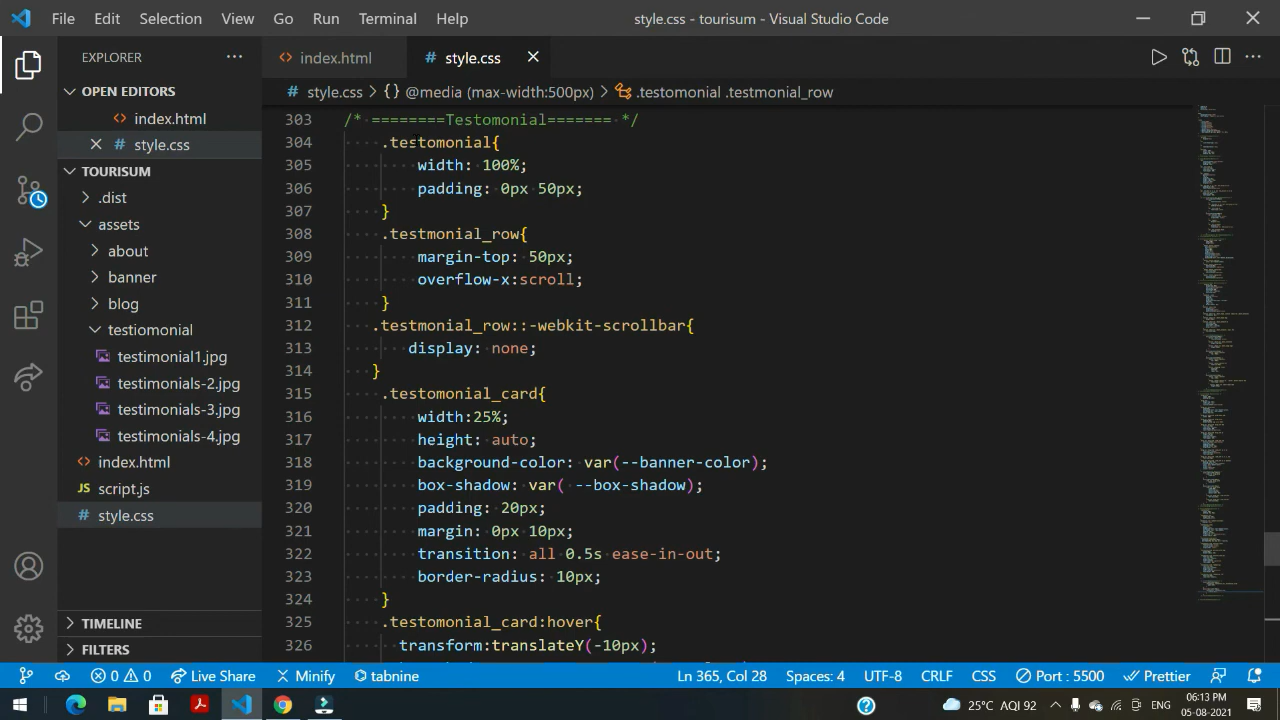 File Edit Selection View Go Run Terminal Help style.css - tourisum - Visual Studio Code
EXPLORER
OPEN EDITORS
index.html
style.css
TOURISUM
.dist
assets
about
banner
blog
testiomonial
testimonial1.jpg
testimonials-2.jpg
testimonials-3.jpg
testimonials-4.jpg
index.html
JS script.js
# style.css
TIMELINE
FILTERS
<> index.html # style.css
# style.css > {} @media (max-width:500px) > .testomonial .testmonial_row
303 /* ========Testomonial======= */
304 .testomonial{
305 width: 100%;
306 padding: 0px 50px;
307 }
308 .testmonial_row{
309 margin-top: 50px;
310 overflow-x:scroll;
311 }
312 .testmonial_row::-webkit-scrollbar{
313 display: none;
314 }
315 .testomonial_card{
316 width:25%;
317 height: auto;
318 background-color: var(--banner-color);
319 box-shadow: var( --box-shadow);
320 padding: 20px;
321 margin: 0px 10px;
322 transition: all 0.5s ease-in-out;
323 border-radius: 10px;
324 }
325 .testomonial_card:hover{
326 transform:translateY(-10px);
0 0 Live Share Minify tabnine Ln 365, Col 28 Spaces: 4 UTF-8 CRLF CSS Port : 5500 Prettier
25°C AQI 92 ENG 06:13 PM
05-08-2021